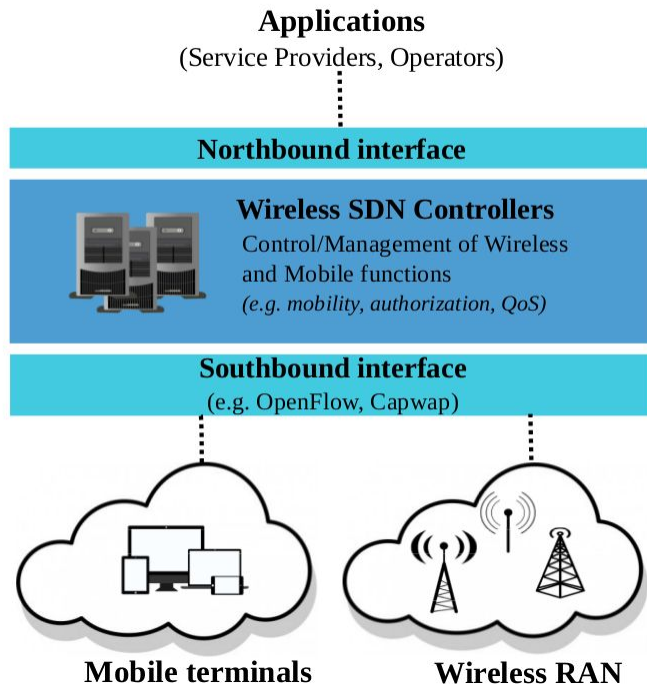 Applications
(Service Providers, Operators)
Northbound interface
Wireless SDN Controllers
Control/Management of Wireless
and Mobile functions
(e.g. mobility, authorization, QoS)
Southbound interface
(e.g. OpenFlow, Capwap)
Mobile terminals
Wireless RAN